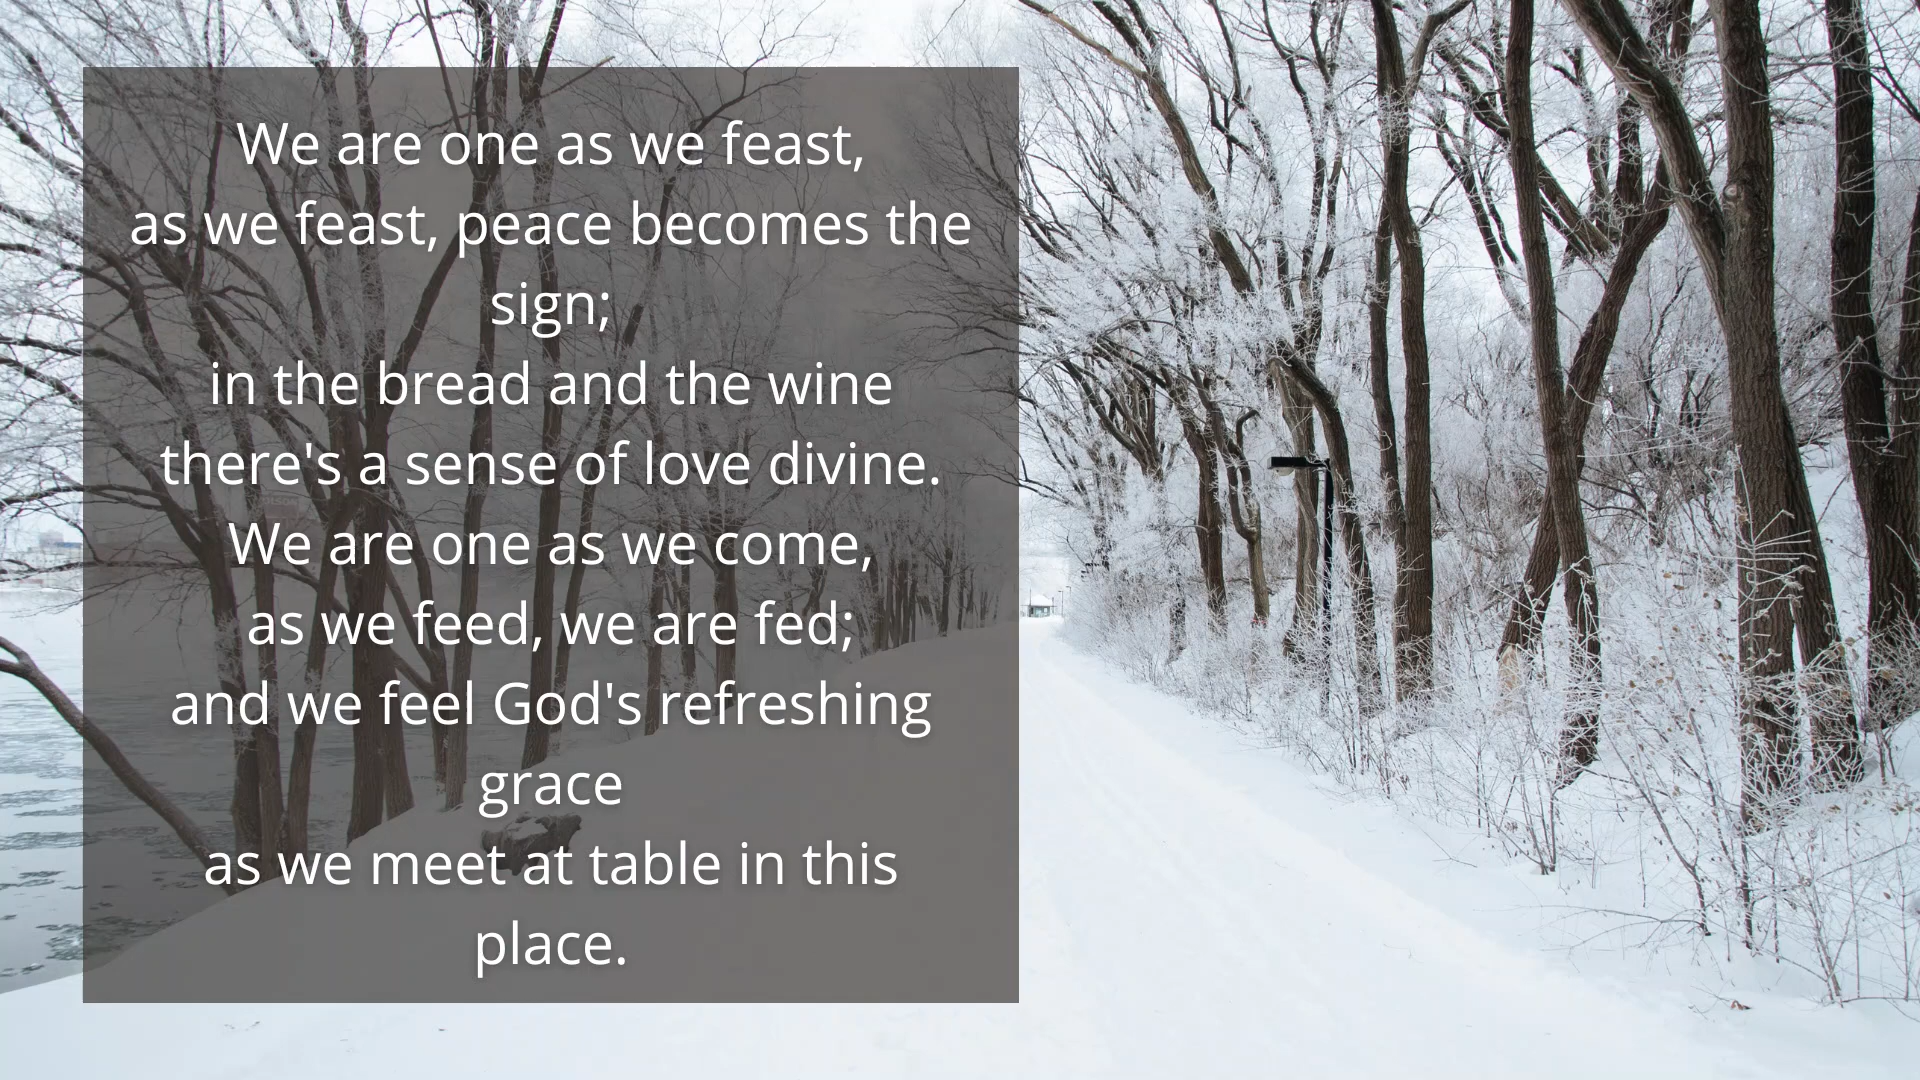 We are one as we feast,
as we feast, peace becomes the
sign;
in the bread and the wine
there's a sense of love divine.
We are one as we come,
as we feed, we are fed;
and we feel God's refreshing
grace
as we meet at table in this
place.